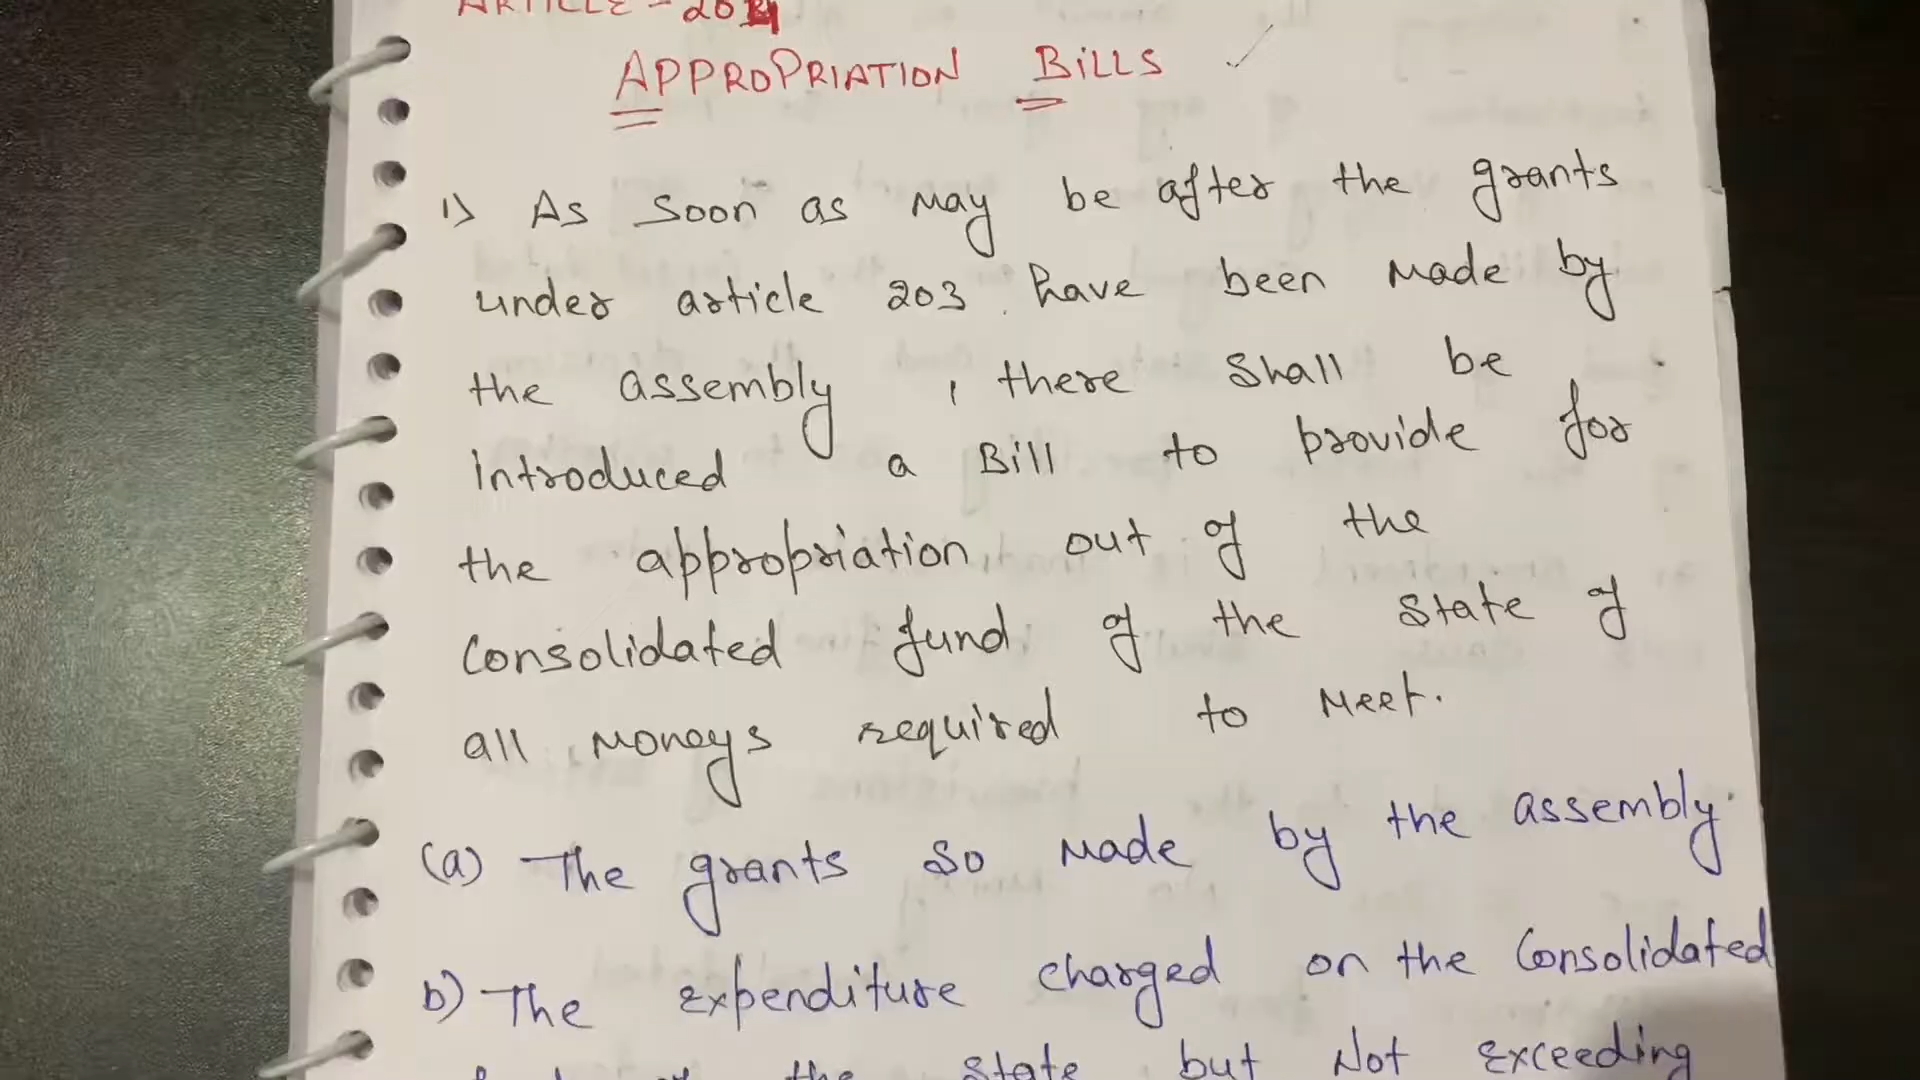 ARTICLE - 204
APPROPRIATION BILLS
1) As soon as may be after the grants
under article 203 have been made by
the assembly, there shall be
introduced a Bill to provide for
the appropriation out of the
Consolidated fund of the State of
all moneys required to meet.
(a) The grants so made by the assembly.
b) The expenditure charged on the Consolidated
the state but Not exceeding